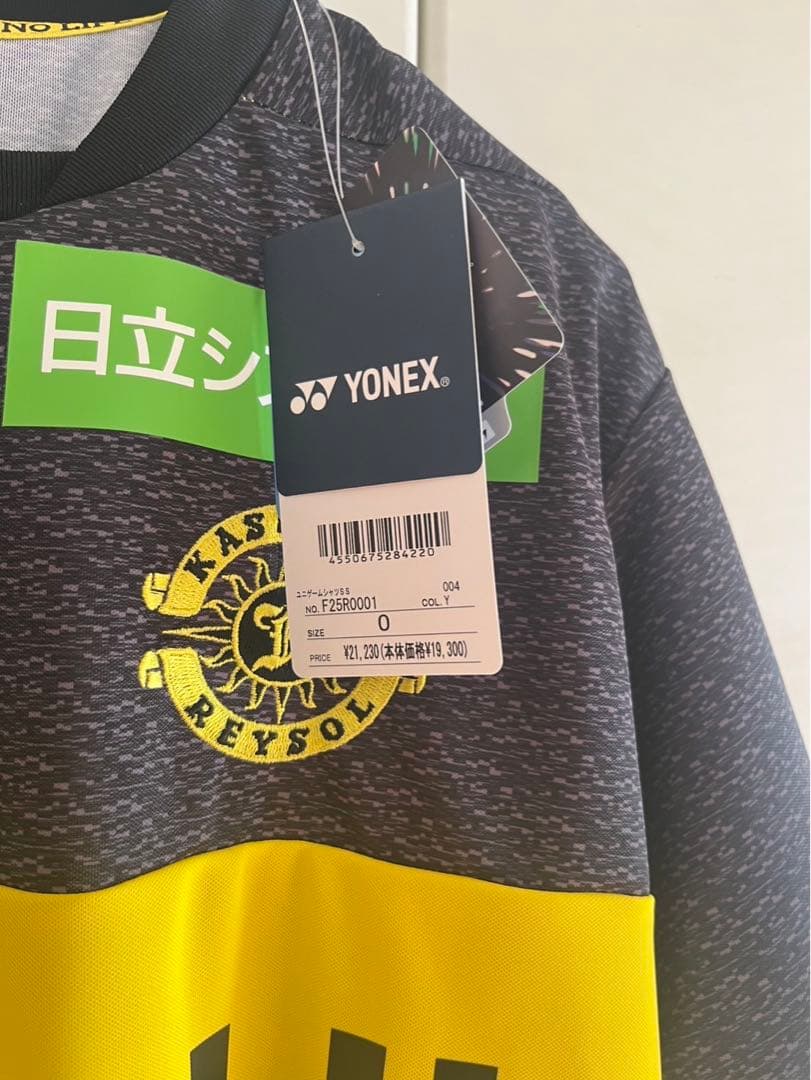 NO LIF
日立シ
YONEX®
4550675284220
ユニゲームシャツSS 004
NO. F25R0001 COL. Y
SIZE 0
PRICE ¥21,230(本体価格¥19,300)
KAS
REYSOL